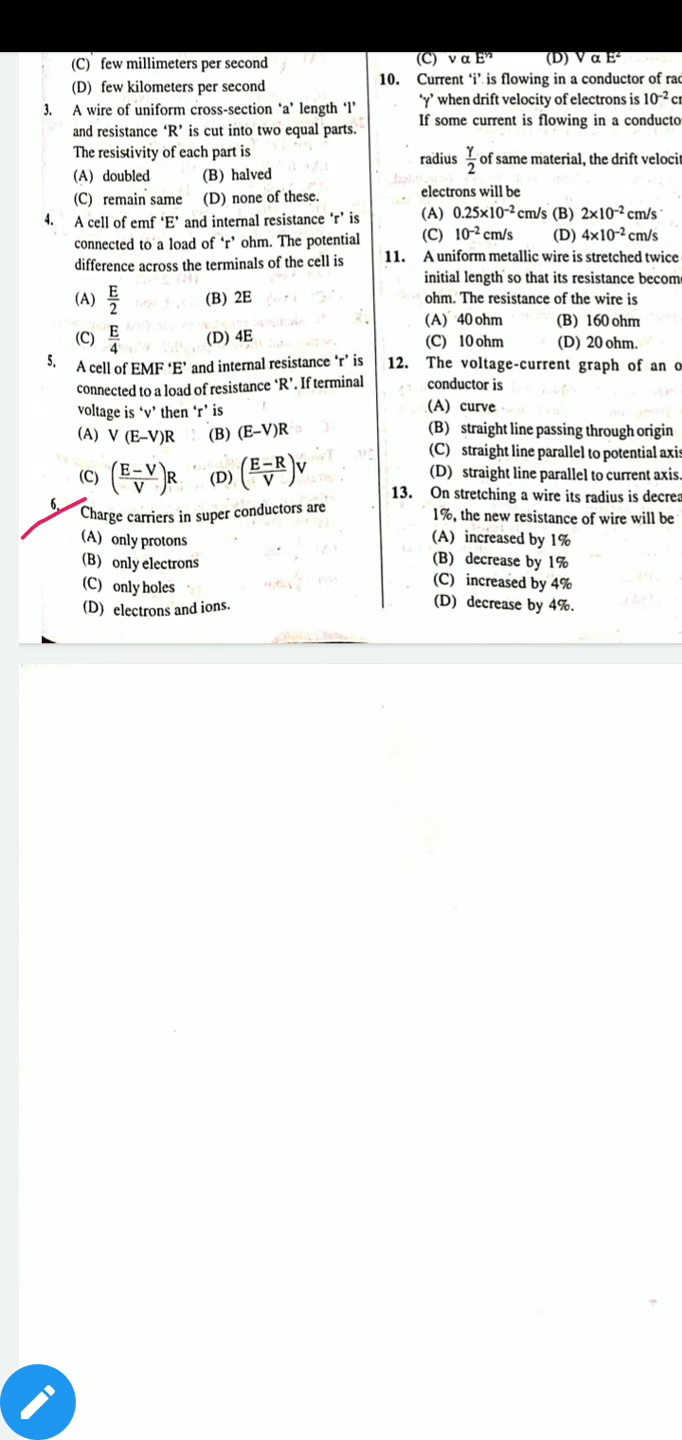 (C) few millimeters per second
(D) few kilometers per second
3. A wire of uniform cross-section 'a' length 'l'
and resistance 'R' is cut into two equal parts.
The resistivity of each part is
(A) doubled (B) halved
(C) remain same (D) none of these.
4. A cell of emf 'E' and internal resistance 'r' is
connected to a load of 'r' ohm. The potential
difference across the terminals of the cell is
(A) E/2 (B) 2E
(C) E/4 (D) 4E
5. A cell of EMF 'E' and internal resistance 'r' is
connected to a load of resistance 'R'. If terminal
voltage is 'v' then 'r' is
(A) V (E–V)R (B) (E–V)R
(C) ((E–V)/V)R (D) ((E–R)/V)V
6. Charge carriers in super conductors are
(A) only protons
(B) only electrons
(C) only holes
(D) electrons and ions.
(C) v α E½ (D) V α E²
10. Current 'i' is flowing in a conductor of rad
'γ' when drift velocity of electrons is 10⁻² cr
If some current is flowing in a conducto
radius γ/2 of same material, the drift velocit
electrons will be
(A) 0.25×10⁻² cm/s (B) 2×10⁻² cm/s
(C) 10⁻² cm/s (D) 4×10⁻² cm/s
11. A uniform metallic wire is stretched twice
initial length so that its resistance becom
ohm. The resistance of the wire is
(A) 40 ohm (B) 160 ohm
(C) 10 ohm (D) 20 ohm.
12. The voltage-current graph of an o
conductor is
(A) curve
(B) straight line passing through origin
(C) straight line parallel to potential axis
(D) straight line parallel to current axis.
13. On stretching a wire its radius is decrea
1%, the new resistance of wire will be
(A) increased by 1%
(B) decrease by 1%
(C) increased by 4%
(D) decrease by 4%.